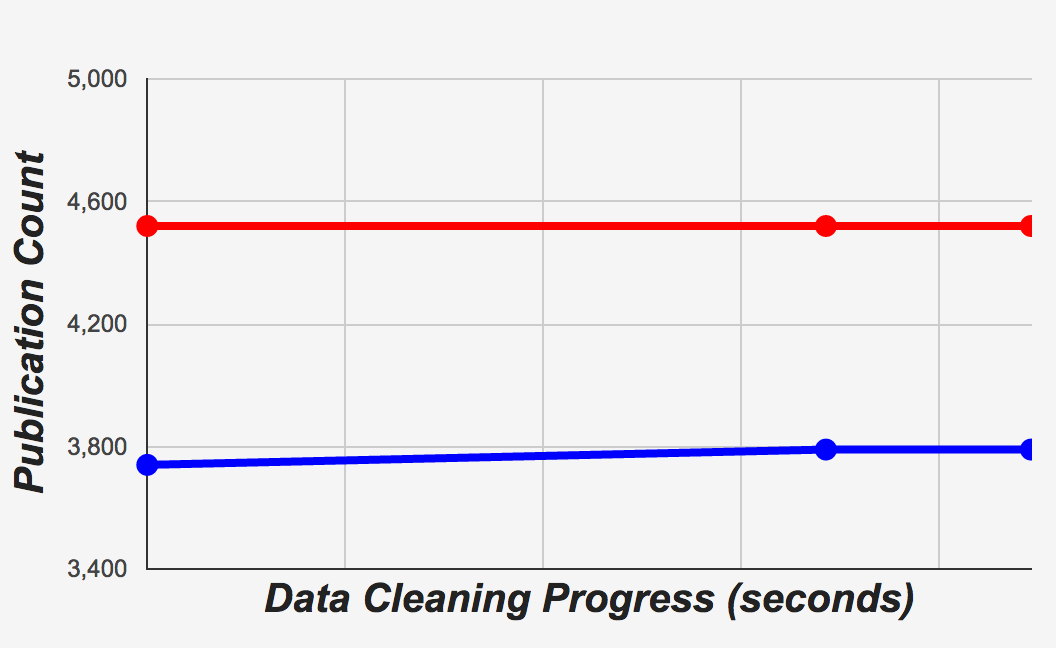 5,000
4,600
4,200
3,800
3,400
Publication Count
Data Cleaning Progress (seconds)